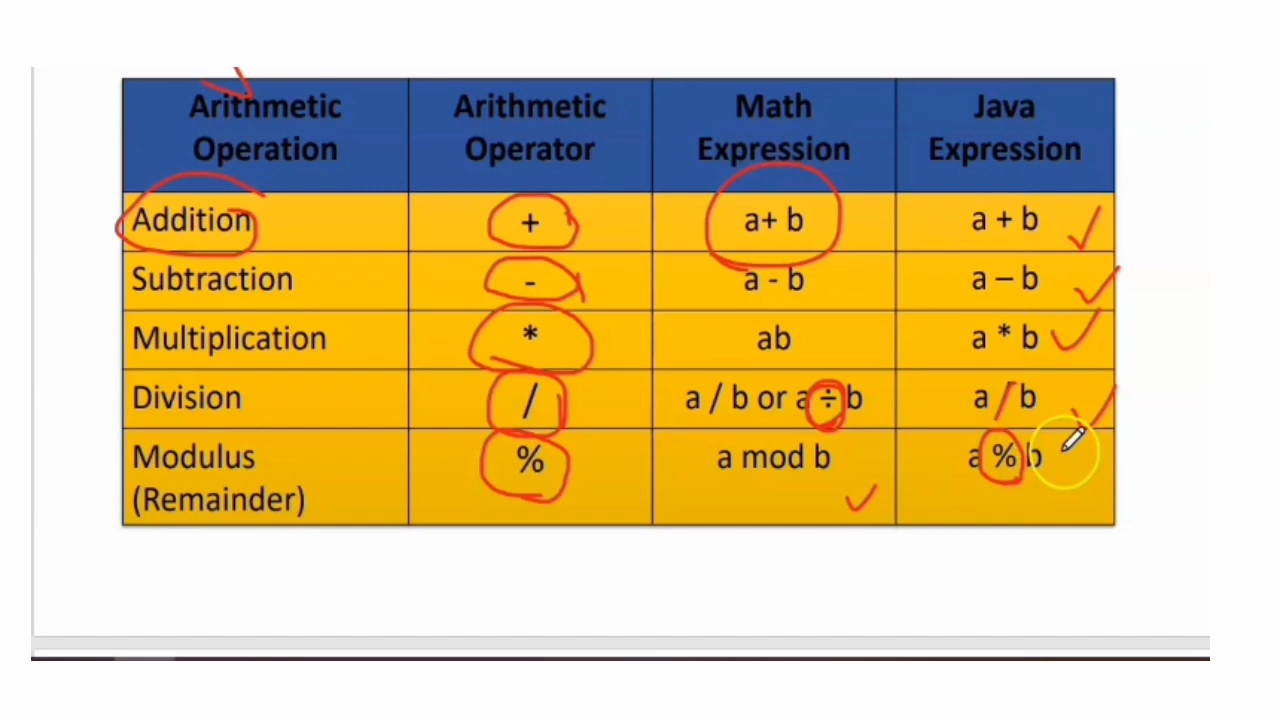 Arithmetic Operation Arithmetic Operator Math Expression Java Expression
Addition + a+ b a + b
Subtraction - a - b a – b
Multiplication * ab a * b
Division / a / b or a ÷ b a / b
Modulus (Remainder) % a mod b a % b